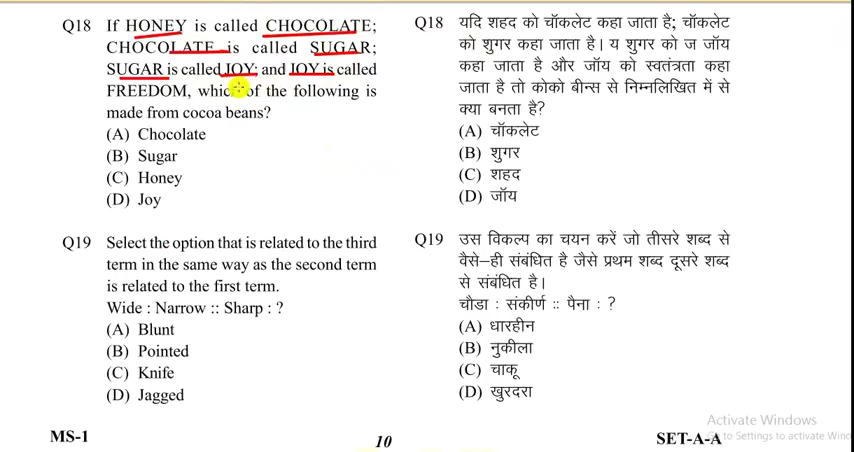 Q18 If HONEY is called CHOCOLATE;
CHOCOLATE is called SUGAR;
SUGAR is called JOY; and JOY is called
FREEDOM, which of the following is
made from cocoa beans?
(A) Chocolate
(B) Sugar
(C) Honey
(D) Joy
Q19 Select the option that is related to the third
term in the same way as the second term
is related to the first term.
Wide : Narrow :: Sharp : ?
(A) Blunt
(B) Pointed
(C) Knife
(D) Jagged
Q18 यदि शहद को चॉकलेट कहा जाता है; चॉकलेट
को शुगर कहा जाता है। य शुगर को ज जॉय
कहा जाता है और जॉय को स्वतंत्रता कहा
जाता है तो कोको बीन्स से निम्नलिखित में से
क्या बनता है?
(A) चॉकलेट
(B) शुगर
(C) शहद
(D) जॉय
Q19 उस विकल्प का चयन करें जो तीसरे शब्द से
वैसे–ही संबंधित है जैसे प्रथम शब्द दूसरे शब्द
से संबंधित है।
चौडा : संकीर्ण :: पैना : ?
(A) धारहीन
(B) नुकीला
(C) चाकू
(D) खुरदरा
MS-1
10
SET-A-A
Activate Windows
to Settings to activate Wind